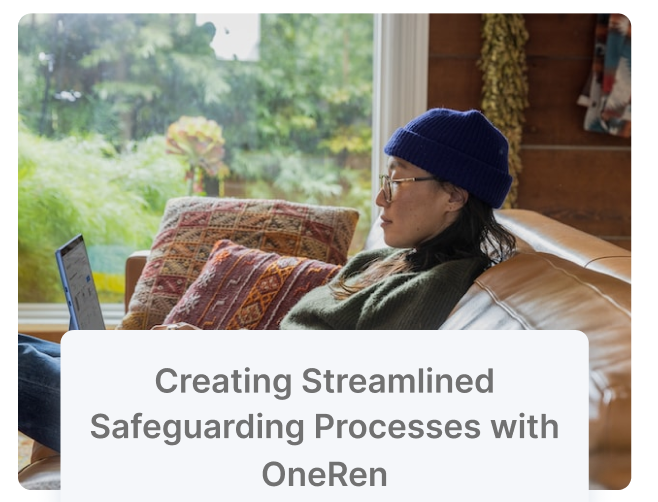 Creating Streamlined
Safeguarding Processes with
OneRen